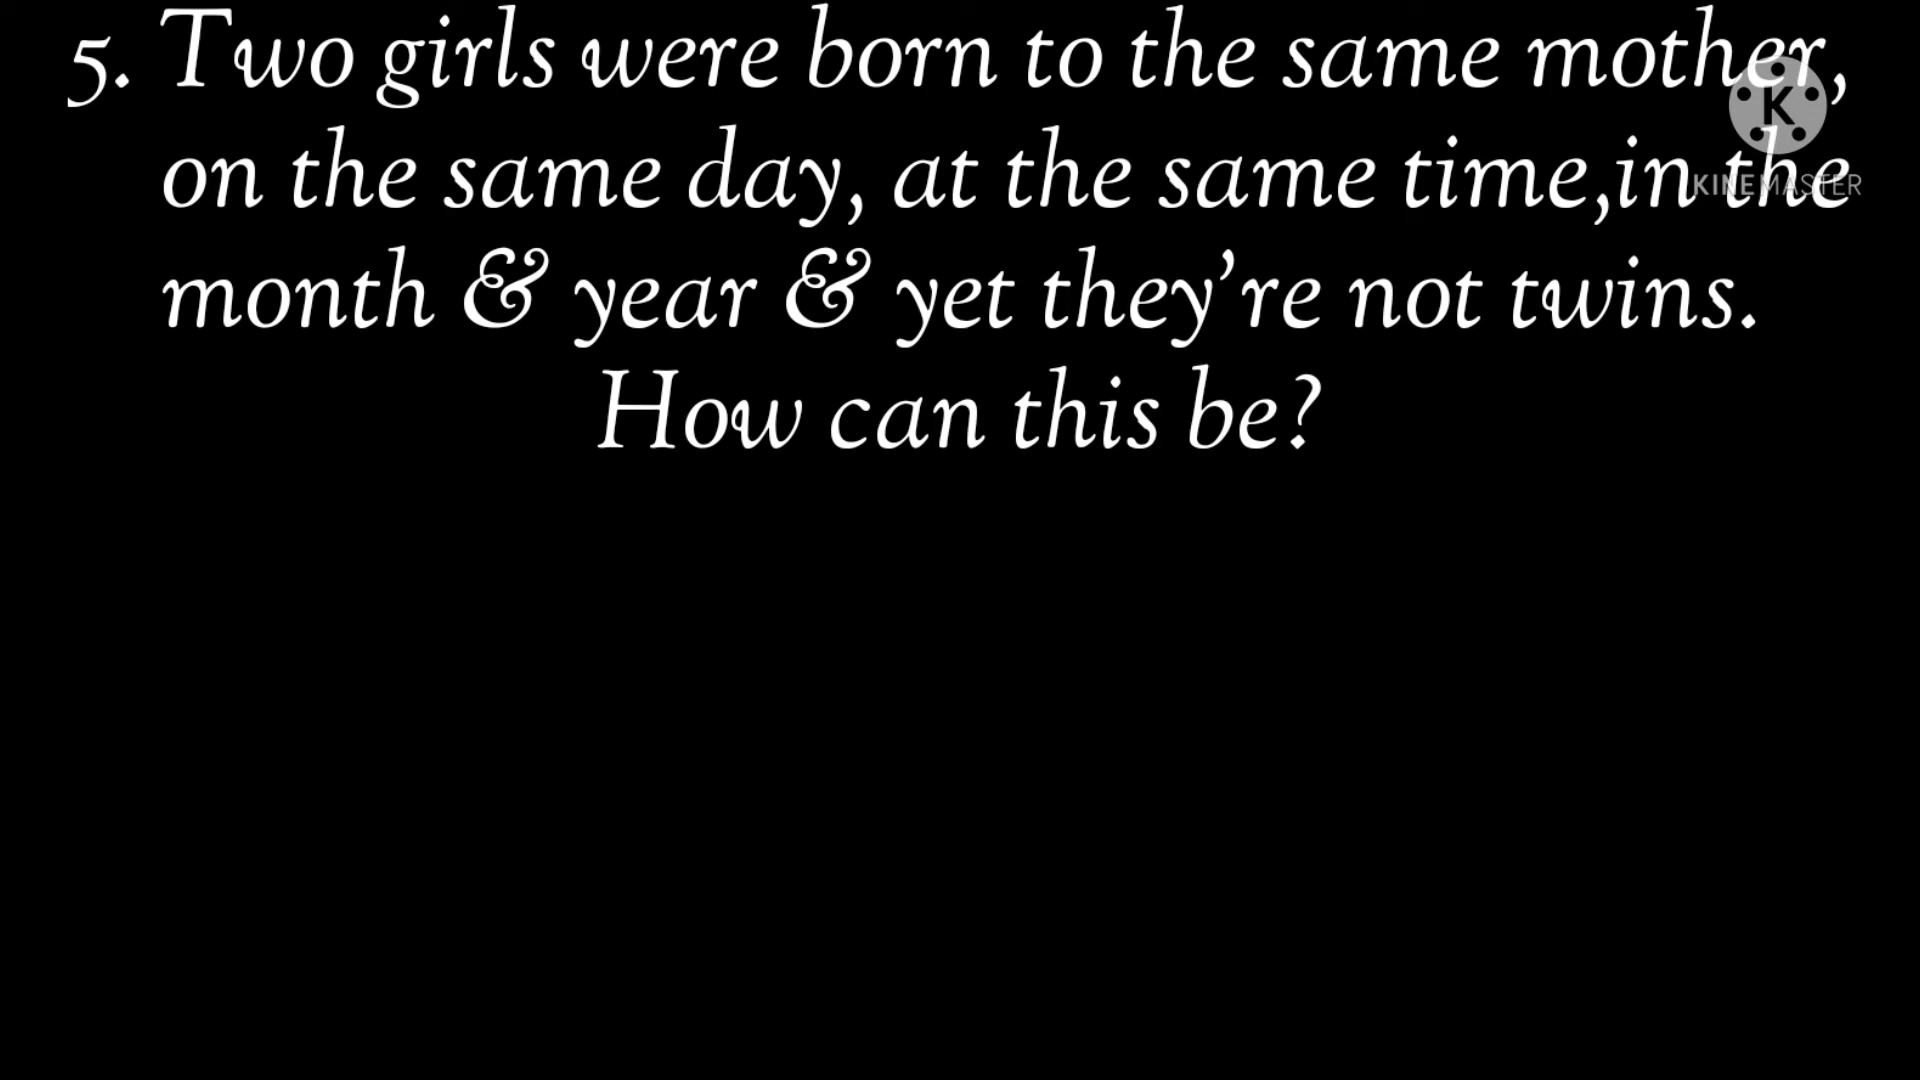 5. Two girls were born to the same mother,
on the same day, at the same time,in the
month & year & yet they're not twins.
How can this be?
K
KINEMASTER